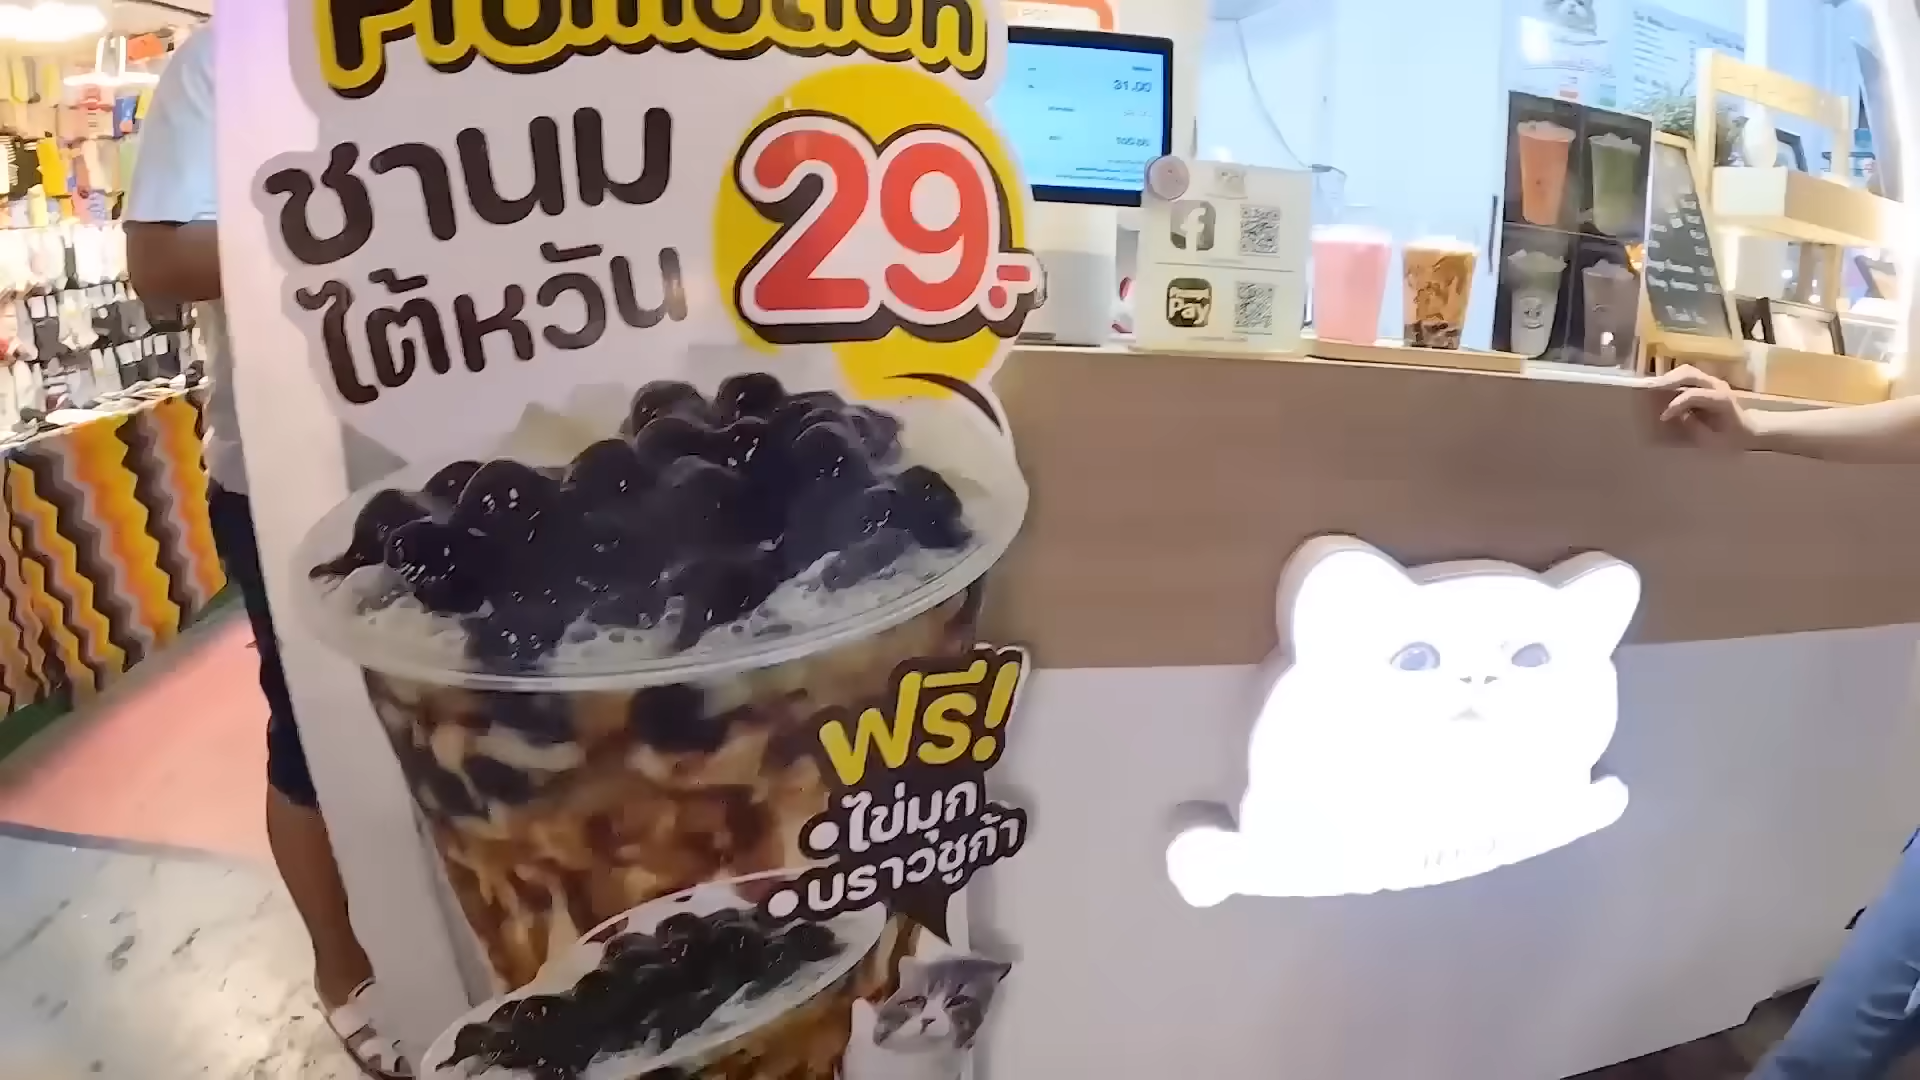 Promotion
ชานม
ไต้หวัน
29.-
ฟรี!
•ไข่มุก
•บราวชูก้า
31.00
Pay